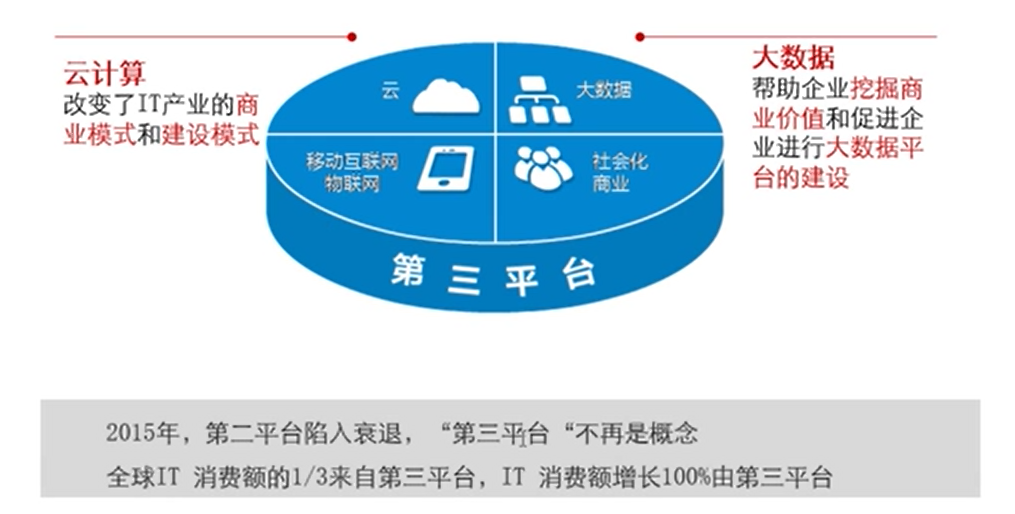 云计算
改变了IT产业的商
业模式和建设模式
云
大数据
移动互联网
物联网
社会化
商业
第三平台
大数据
帮助企业挖掘商
业价值和促进企
业进行大数据平
台的建设
2015年，第二平台陷入衰退，“第三平台“不再是概念
全球IT 消费额的1/3来自第三平台，IT 消费额增长100%由第三平台